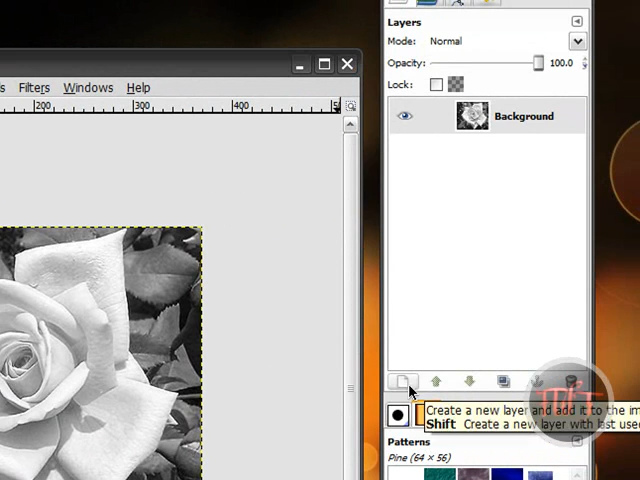 Layers
Mode: Normal
Opacity: 100.0
Lock:
Filters Windows Help
200 300 400
Background
Create a new layer and add it to the im
Shift Create a new layer with last used
Patterns
Pine (64 × 56)